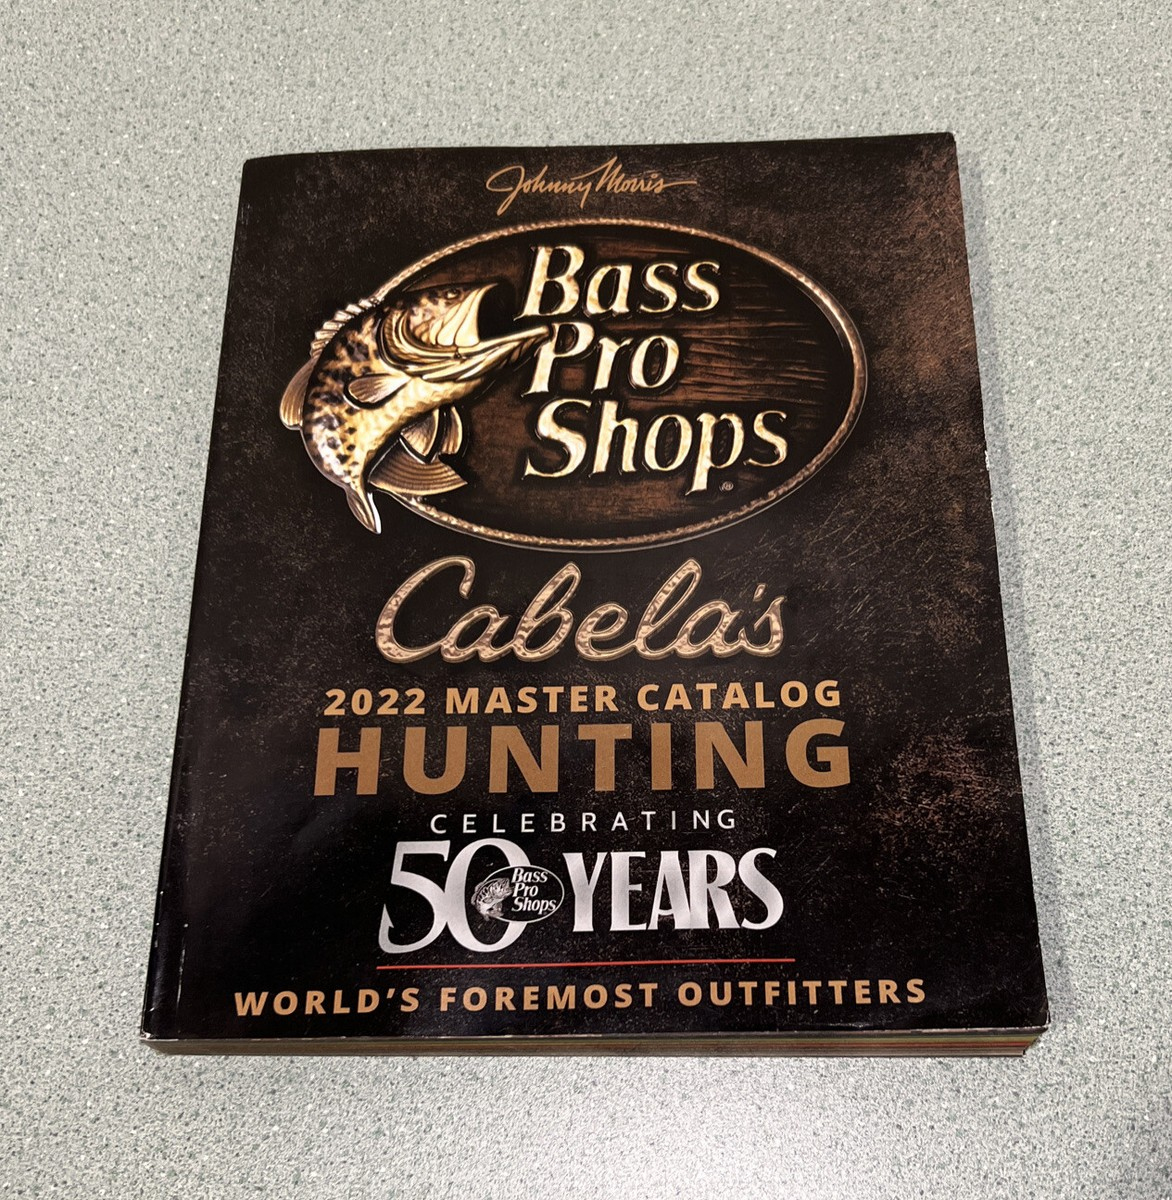 Johnny Morris
Bass
Pro
Shops®
Cabela's
2022 MASTER CATALOG
HUNTING
CELEBRATING
50 YEARS
Bass
Pro
Shops
WORLD'S FOREMOST OUTFITTERS